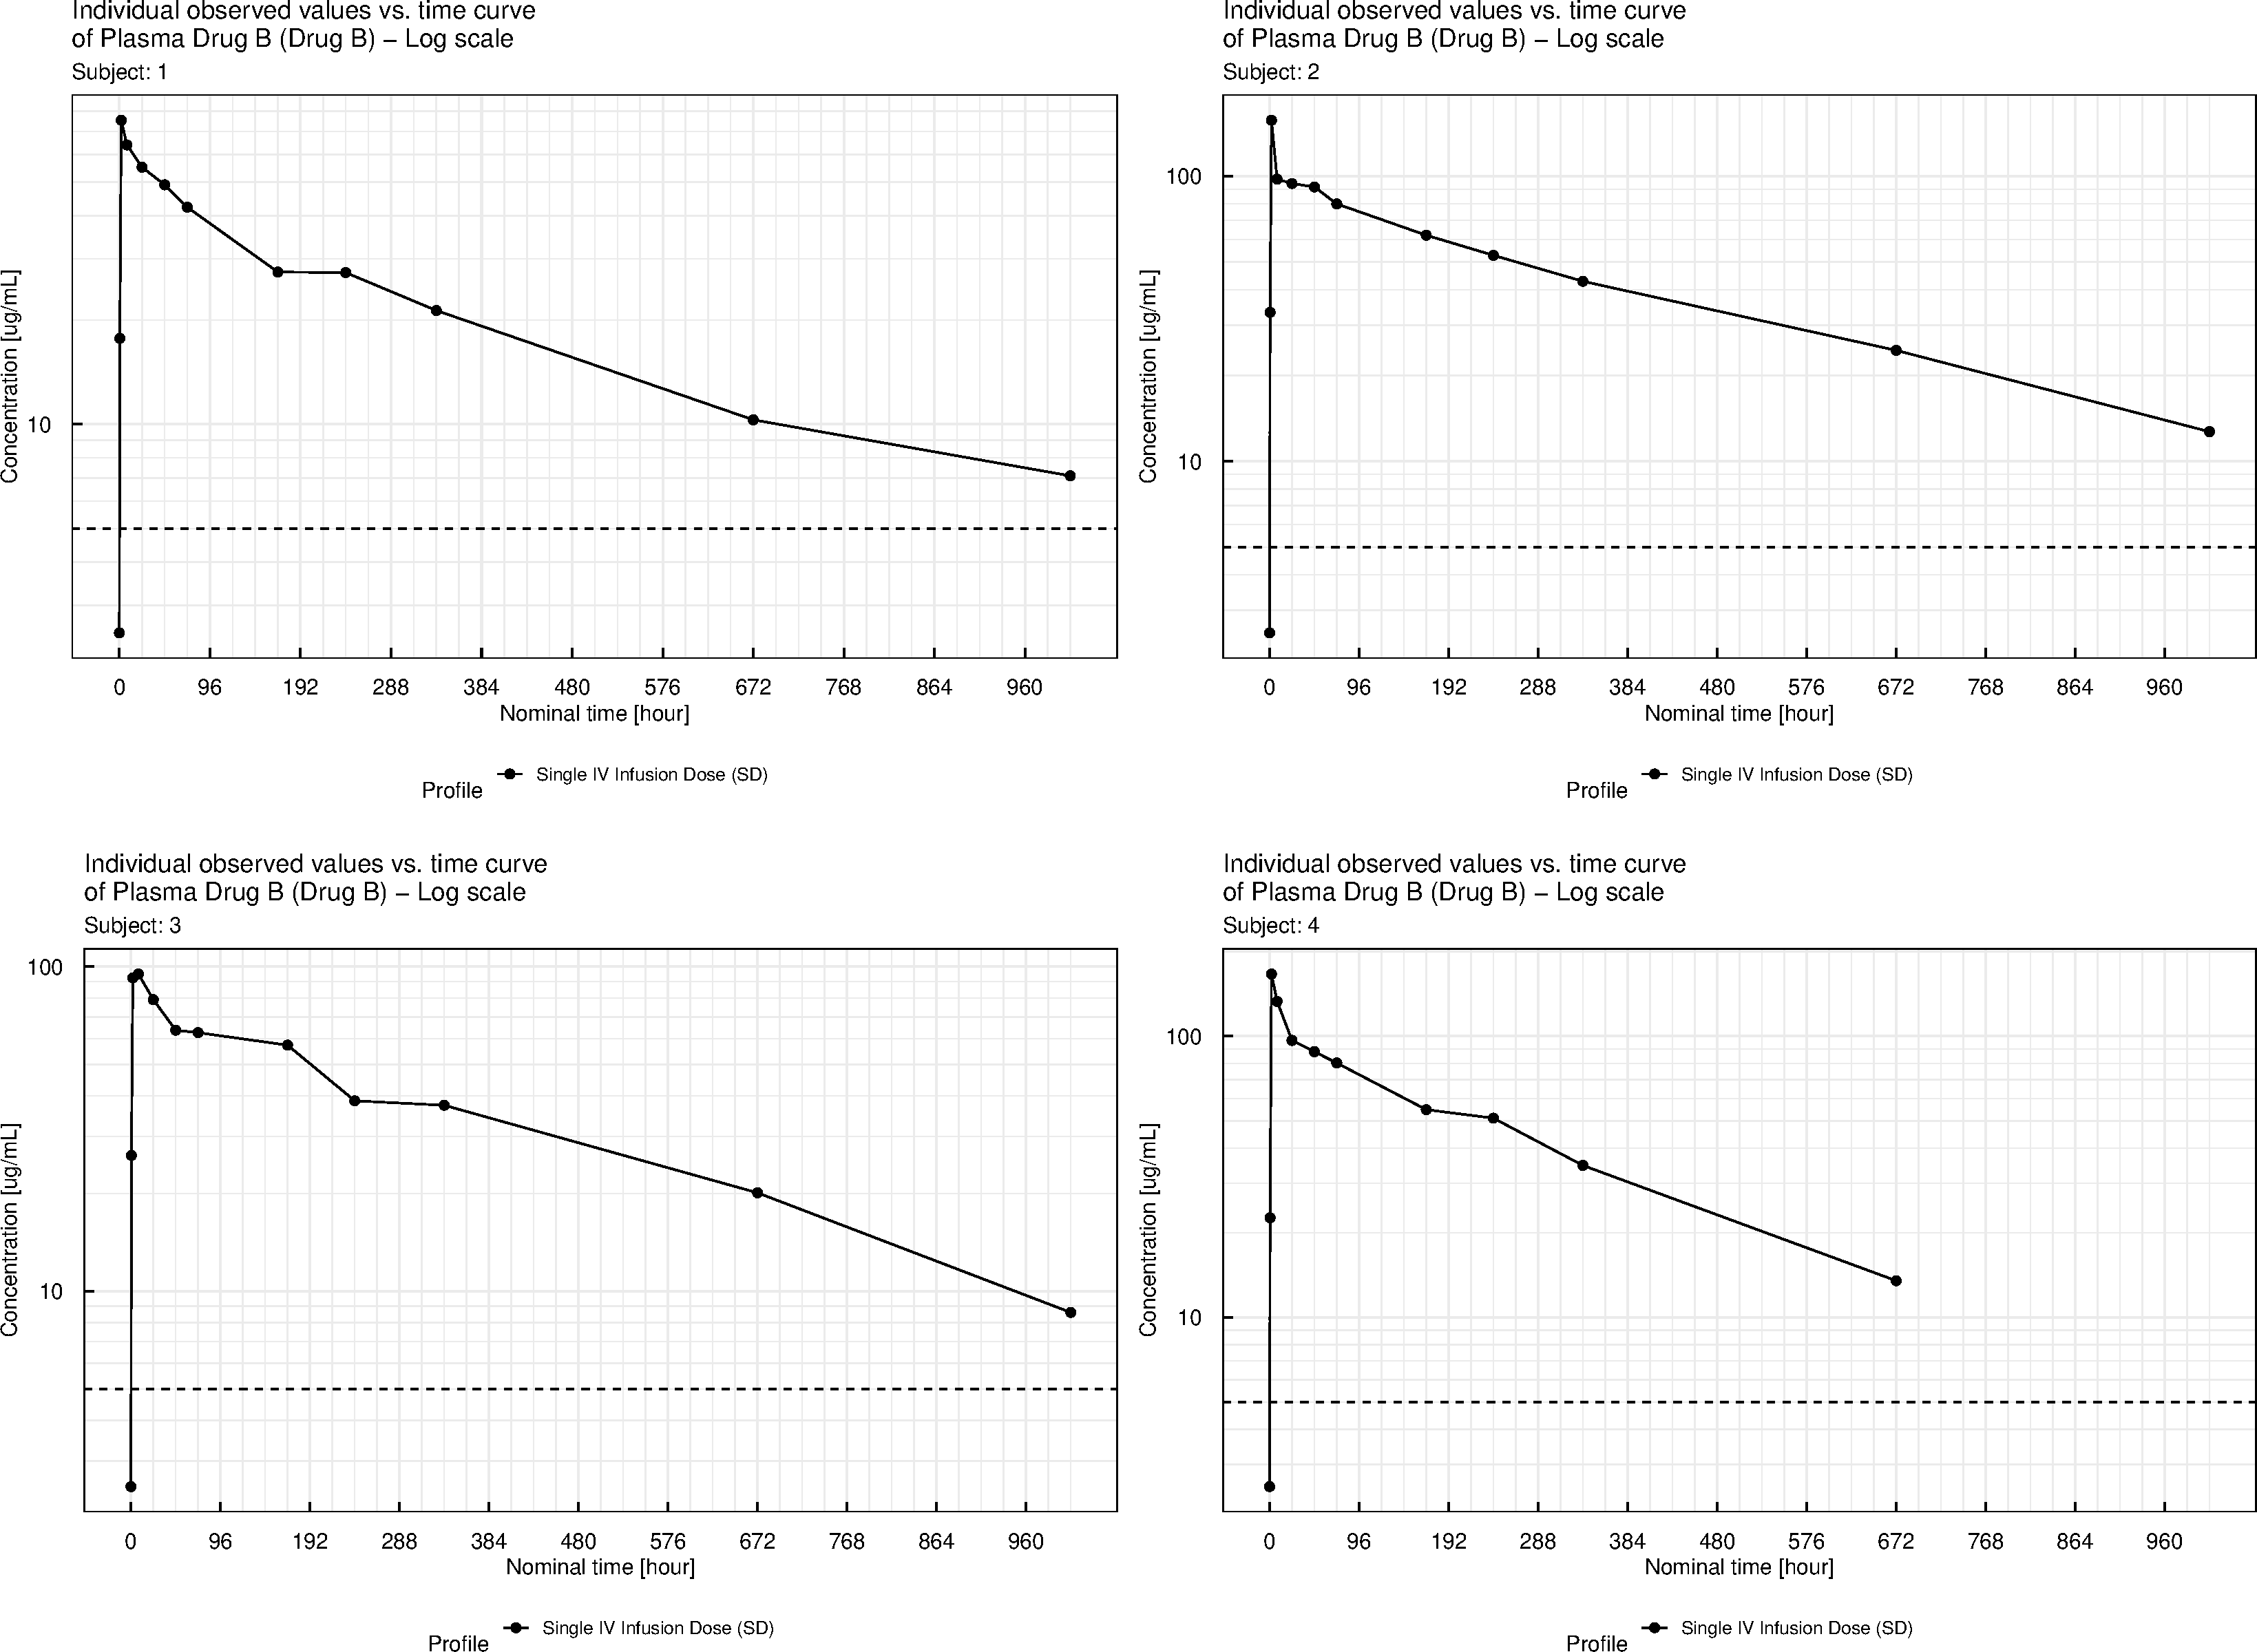 Individual observed values vs. time curve
of Plasma Drug B (Drug B) – Log scale
Subject: 1
Concentration [ug/mL]
10
0 96 192 288 384 480 576 672 768 864 960
Nominal time [hour]
Profile Single IV Infusion Dose (SD)
Individual observed values vs. time curve
of Plasma Drug B (Drug B) – Log scale
Subject: 2
Concentration [ug/mL]
100
10
0 96 192 288 384 480 576 672 768 864 960
Nominal time [hour]
Profile Single IV Infusion Dose (SD)
Individual observed values vs. time curve
of Plasma Drug B (Drug B) – Log scale
Subject: 3
Concentration [ug/mL]
100
10
0 96 192 288 384 480 576 672 768 864 960
Nominal time [hour]
Profile Single IV Infusion Dose (SD)
Individual observed values vs. time curve
of Plasma Drug B (Drug B) – Log scale
Subject: 4
Concentration [ug/mL]
100
10
0 96 192 288 384 480 576 672 768 864 960
Nominal time [hour]
Profile Single IV Infusion Dose (SD)